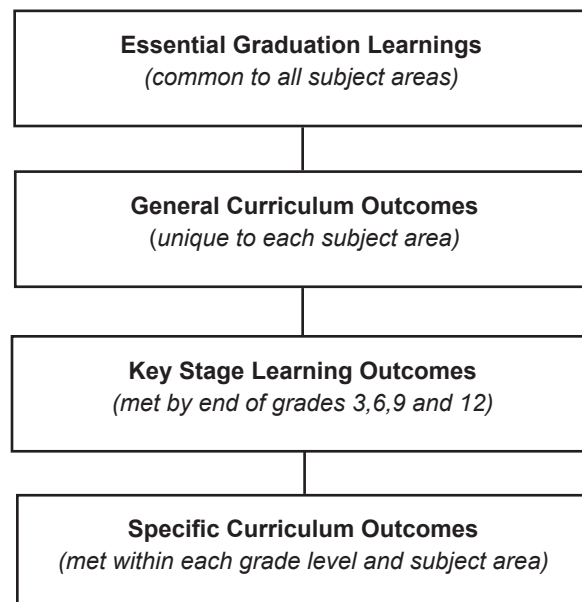 Essential Graduation Learnings
(common to all subject areas)
General Curriculum Outcomes
(unique to each subject area)
Key Stage Learning Outcomes
(met by end of grades 3,6,9 and 12)
Specific Curriculum Outcomes
(met within each grade level and subject area)